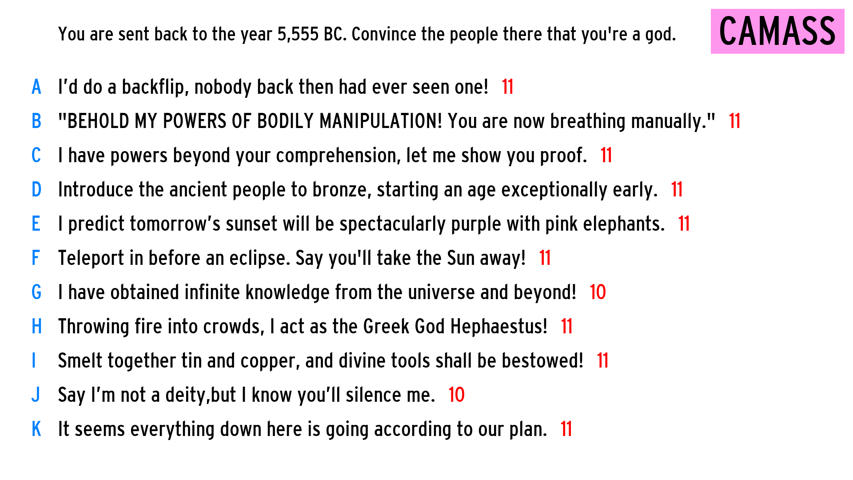 You are sent back to the year 5,555 BC. Convince the people there that you're a god.
CAMASS
A I'd do a backflip, nobody back then had ever seen one! 11
B "BEHOLD MY POWERS OF BODILY MANIPULATION! You are now breathing manually." 11
C I have powers beyond your comprehension, let me show you proof. 11
D Introduce the ancient people to bronze, starting an age exceptionally early. 11
E I predict tomorrow's sunset will be spectacularly purple with pink elephants. 11
F Teleport in before an eclipse. Say you'll take the Sun away! 11
G I have obtained infinite knowledge from the universe and beyond! 10
H Throwing fire into crowds, I act as the Greek God Hephaestus! 11
I Smelt together tin and copper, and divine tools shall be bestowed! 11
J Say I'm not a deity,but I know you'll silence me. 10
K It seems everything down here is going according to our plan. 11